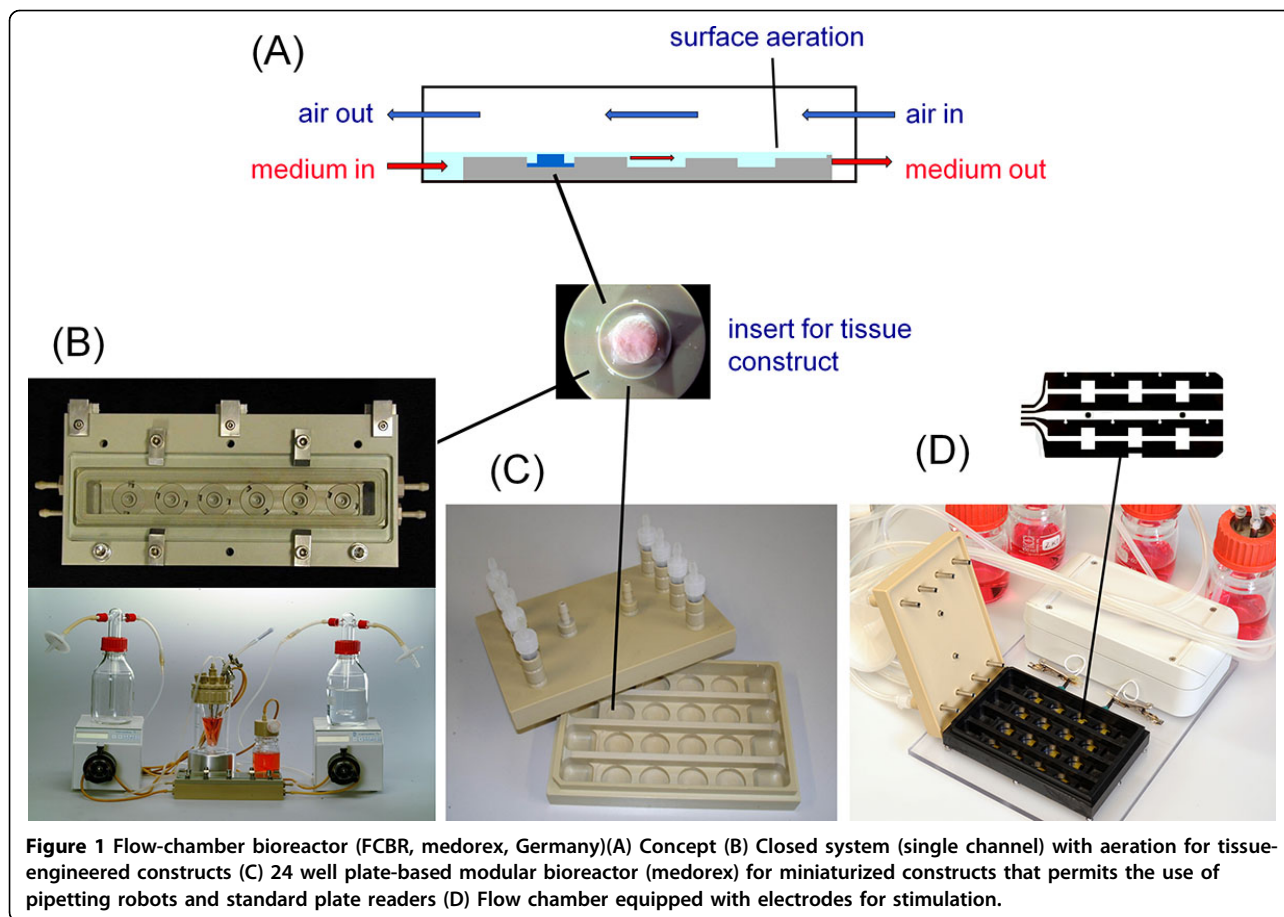 (A)
surface aeration
air out
air in
medium in
medium out
insert for tissue
construct
(B)
(C)
(D)
Figure 1 Flow-chamber bioreactor (FCBR, medorex, Germany)(A) Concept (B) Closed system (single channel) with aeration for tissue-
engineered constructs (C) 24 well plate-based modular bioreactor (medorex) for miniaturized constructs that permits the use of
pipetting robots and standard plate readers (D) Flow chamber equipped with electrodes for stimulation.